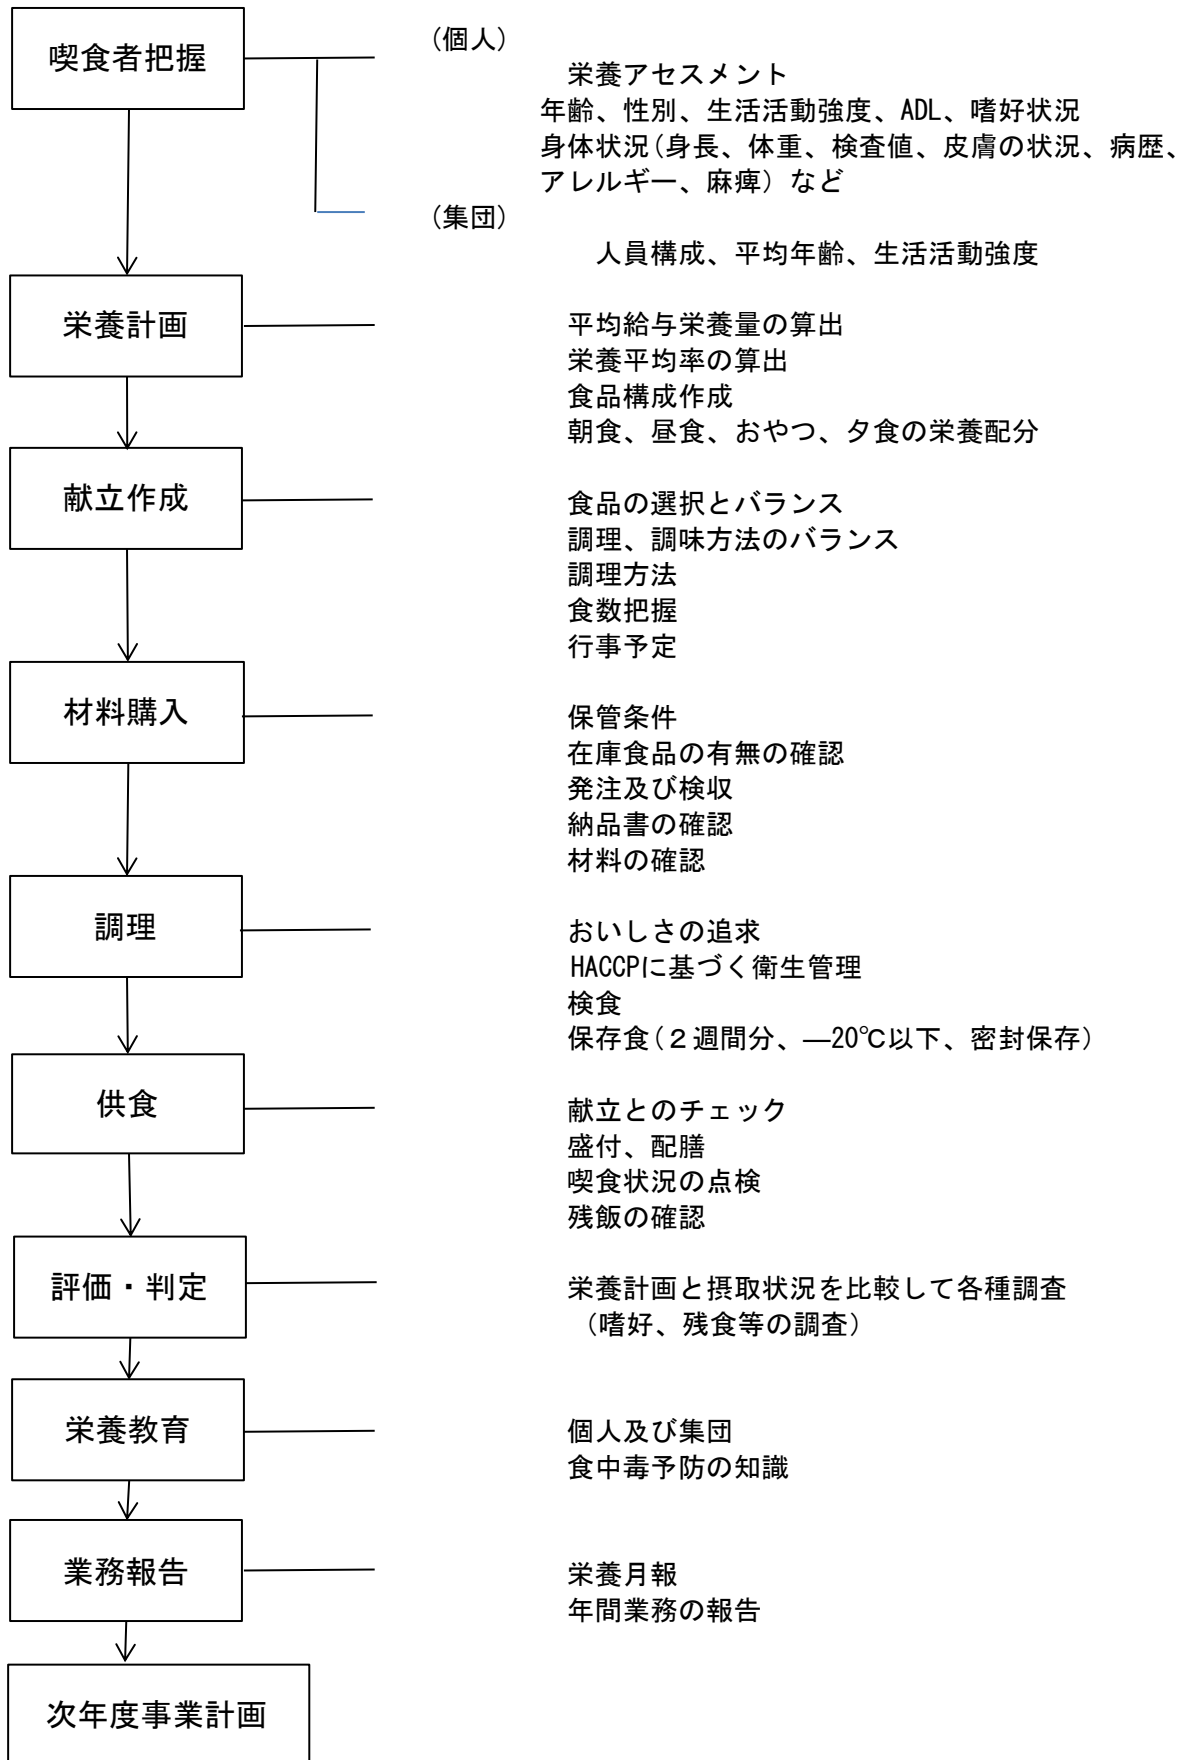 喫食者把握
(個人)
栄養アセスメント
年齢、性別、生活活動強度、ADL、嗜好状況
身体状況(身長、体重、検査値、皮膚の状況、病歴、
アレルギー、麻痺)など
(集団)
人員構成、平均年齢、生活活動強度
栄養計画
平均給与栄養量の算出
栄養平均率の算出
食品構成作成
朝食、昼食、おやつ、夕食の栄養配分
献立作成
食品の選択とバランス
調理、調味方法のバランス
調理方法
食数把握
行事予定
材料購入
保管条件
在庫食品の有無の確認
発注及び検収
納品書の確認
材料の確認
調理
おいしさの追求
HACCPに基づく衛生管理
検食
保存食(2週間分、―20℃以下、密封保存)
供食
献立とのチェック
盛付、配膳
喫食状況の点検
残飯の確認
評価・判定
栄養計画と摂取状況を比較して各種調査
(嗜好、残食等の調査)
栄養教育
個人及び集団
食中毒予防の知識
業務報告
栄養月報
年間業務の報告
次年度事業計画